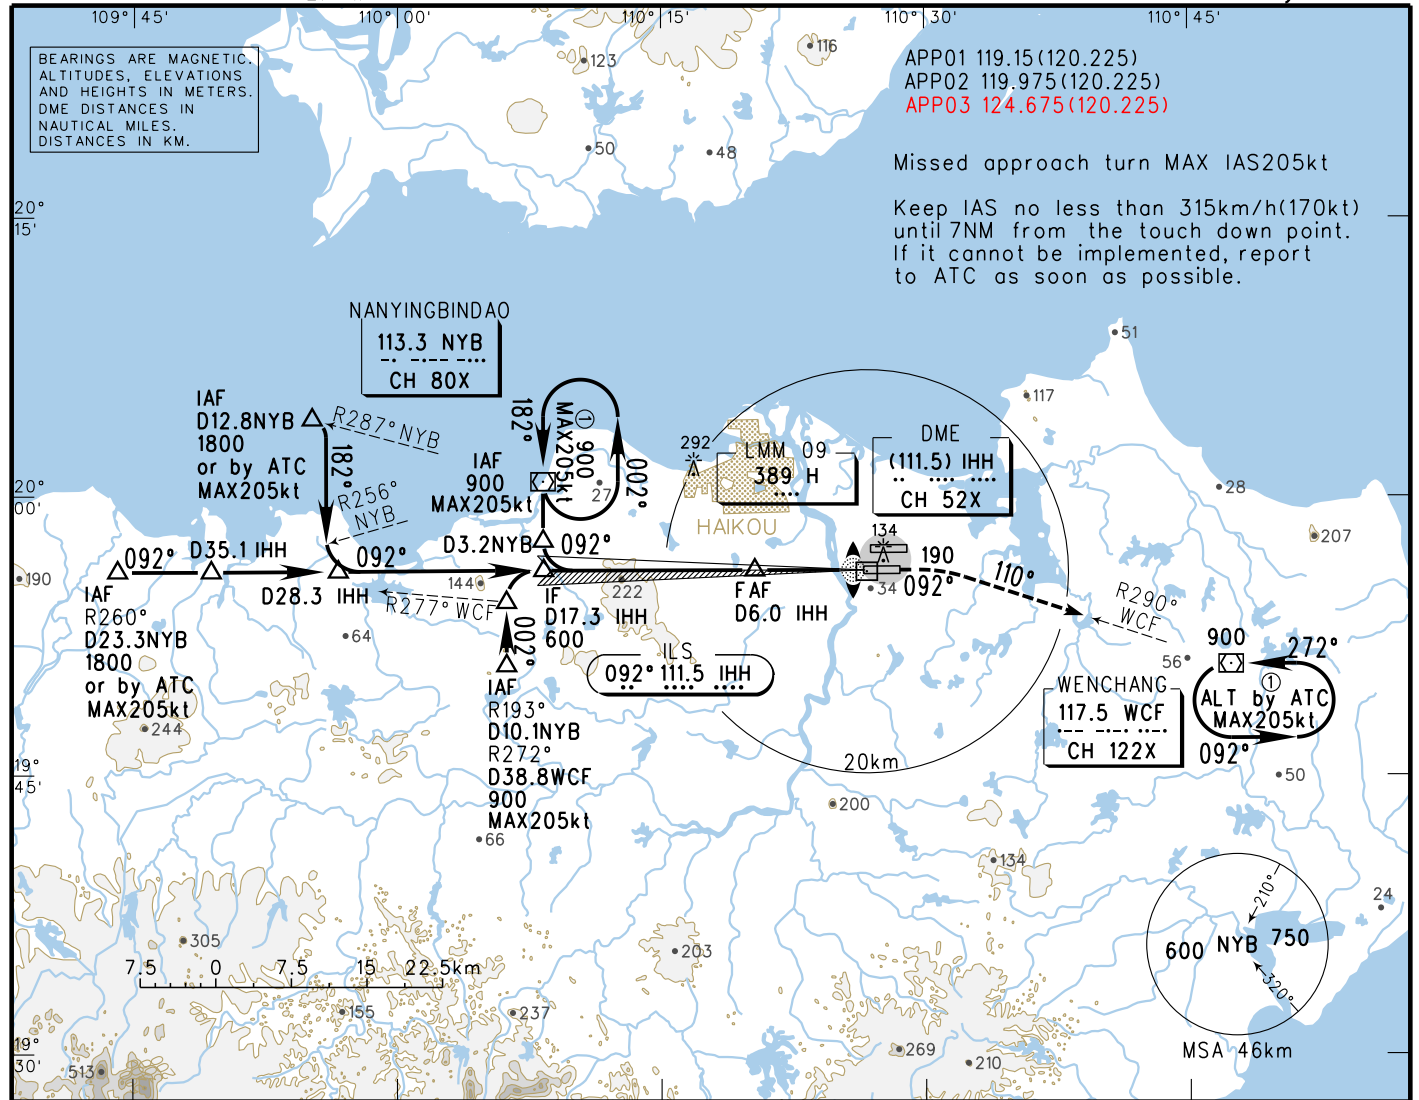 109°45'
110°00'
110°15'
110°30'
110°45'
BEARINGS ARE MAGNETIC.
ALTITUDES, ELEVATIONS
AND HEIGHTS IN METERS.
DME DISTANCES IN
NAUTICAL MILES.
DISTANCES IN KM.
123
116
50
48
APP01 119.15(120.225)
APP02 119.975(120.225)
APP03 124.675(120.225)
Missed approach turn MAX IAS205kt
Keep IAS no less than 315km/h(170kt)
until 7NM from the touch down point.
If it cannot be implemented, report
to ATC as soon as possible.
20°
15'
NANYINGBINDAO
113.3 NYB
CH 80X
51
117
IAF
D12.8NYB
1800
or by ATC
MAX205kt
R287° NYB
182°
R256°
NYB
IAF
900
MAX205kt
182°
① 900
MAX205kt
002°
27
292
LMM 09
389 H
HAIKOU
DME
(111.5) IHH
CH 52X
28
207
134
20°
00'
190
092°
D35.1 IHH
092°
D28.3 IHH
D3.2NYB
092°
144
R277° WCF
64
IAF
R260°
D23.3NYB
1800
or by ATC
MAX205kt
244
IF
D17.3 IHH
600
222
FAF
D6.0 IHH
34
190
092°
110°
R290°
WCF
ILS
092° 111.5 IHH
002°
IAF
R193°
D10.1NYB
R272°
D38.8WCF
900
MAX205kt
66
56
900
272°
①
ALT by ATC
MAX205kt
092°
WENCHANG
117.5 WCF
CH 122X
20km
19°
45'
50
200
134
24
305
203
7.5 0 7.5 15 22.5km
155
237
269
210
513
210°
600 NYB 750
320°
MSA 46km
19°
30'